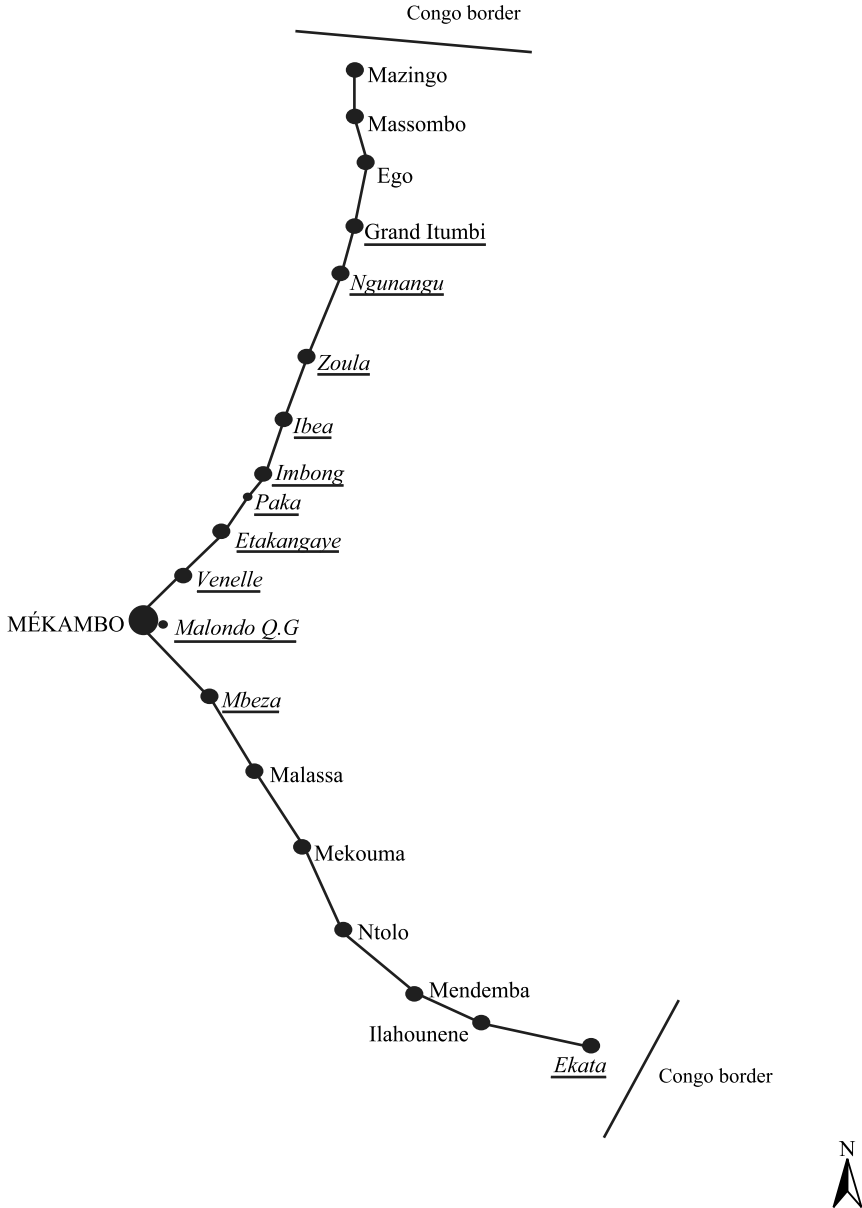 Congo border
Mazingo
Massombo
Ego
Grand Itumbi
Ngunangu
Zoula
Ibea
Imbong
Paka
Etakangaye
Venelle
MÉKAMBO
Malondo Q.G
Mbeza
Malassa
Mekouma
Ntolo
Mendemba
Ilahounene
Ekata
Congo border
N